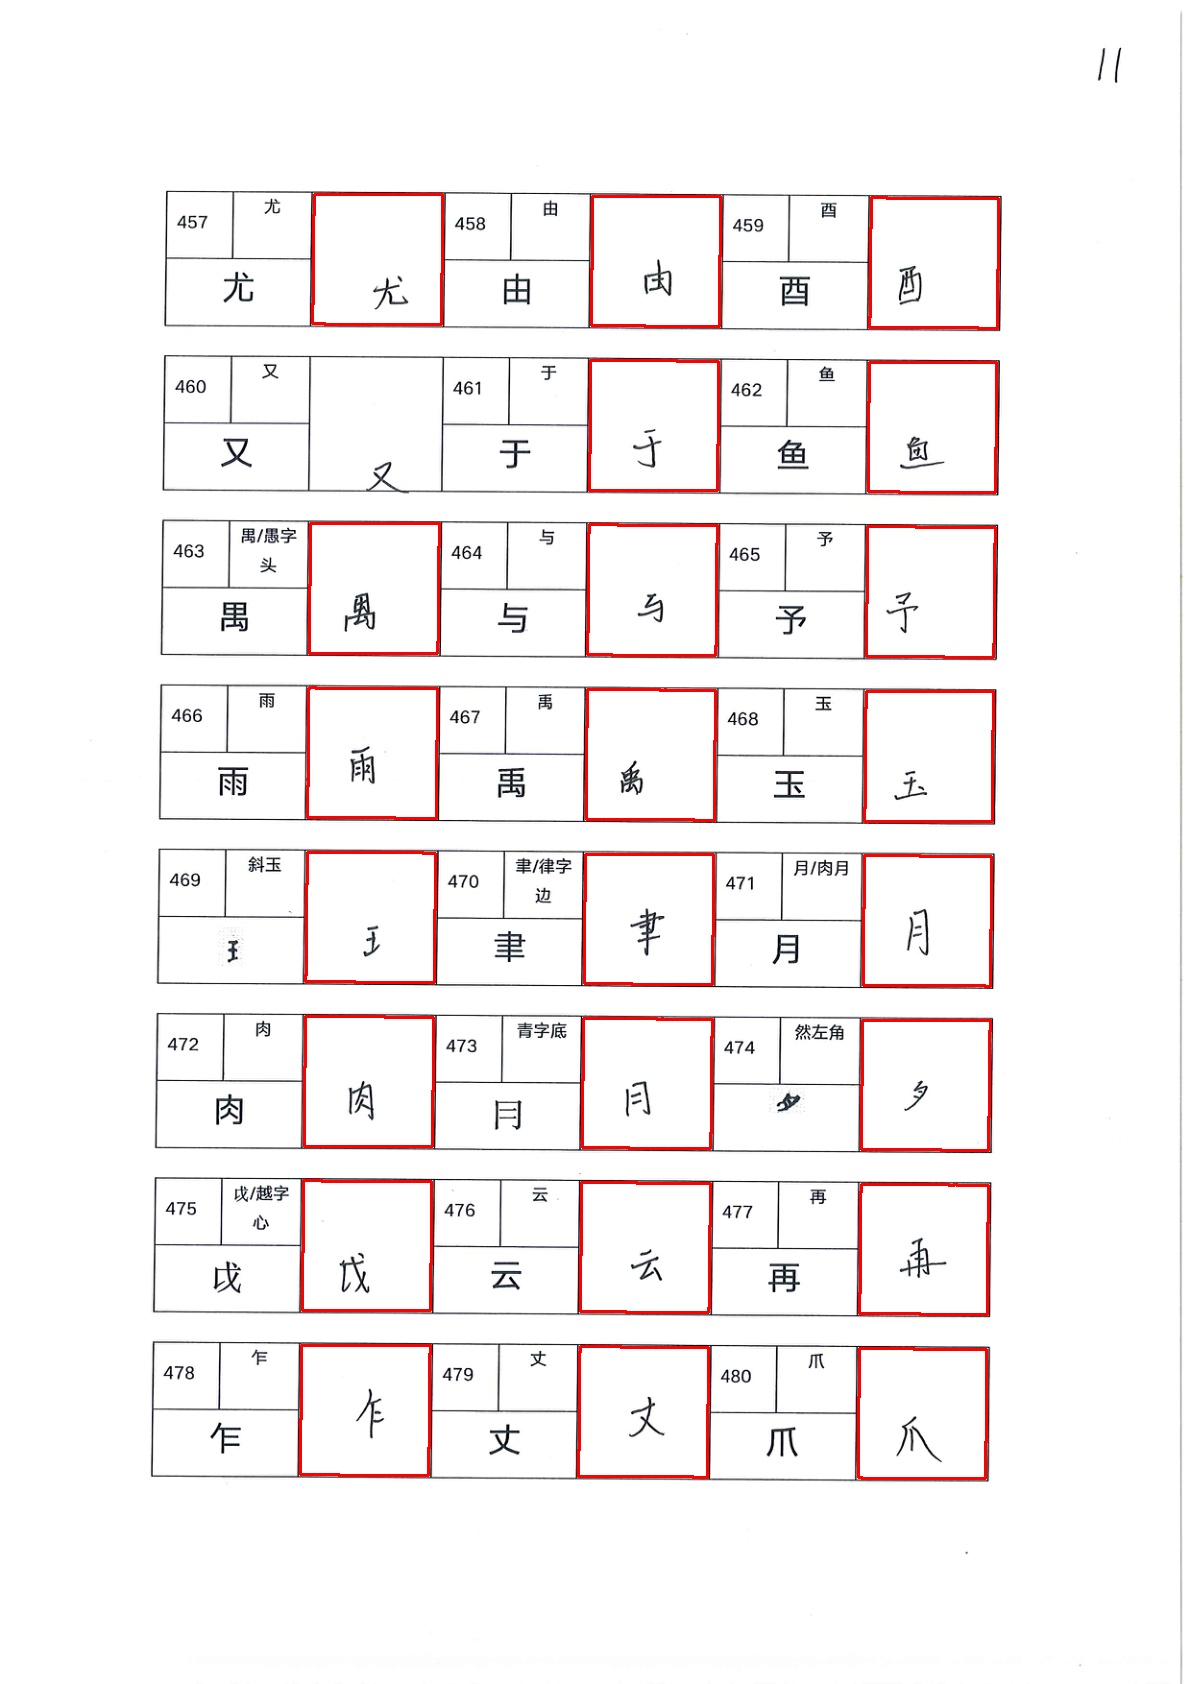 11
457 尤 尤 尤 458 由 由 由 459 酉 酉 酉
460 又 又 又 461 于 于 于 462 鱼 鱼 鱼
463 禺/愚字头 禺 禺 464 与 与 与 465 予 予 予
466 雨 雨 雨 467 禹 禹 禹 468 玉 玉 玉
469 斜玉 王 王 470 聿/律字边 聿 聿 471 月/肉月 月 月
472 肉 肉 肉 473 青字底 ⺝ ⺝ 474 然左角
475 戉/越字心 戉 476 云 云 云 477 再 再 再
478 乍 乍 乍 479 丈 丈 丈 480 爪 爪 爪